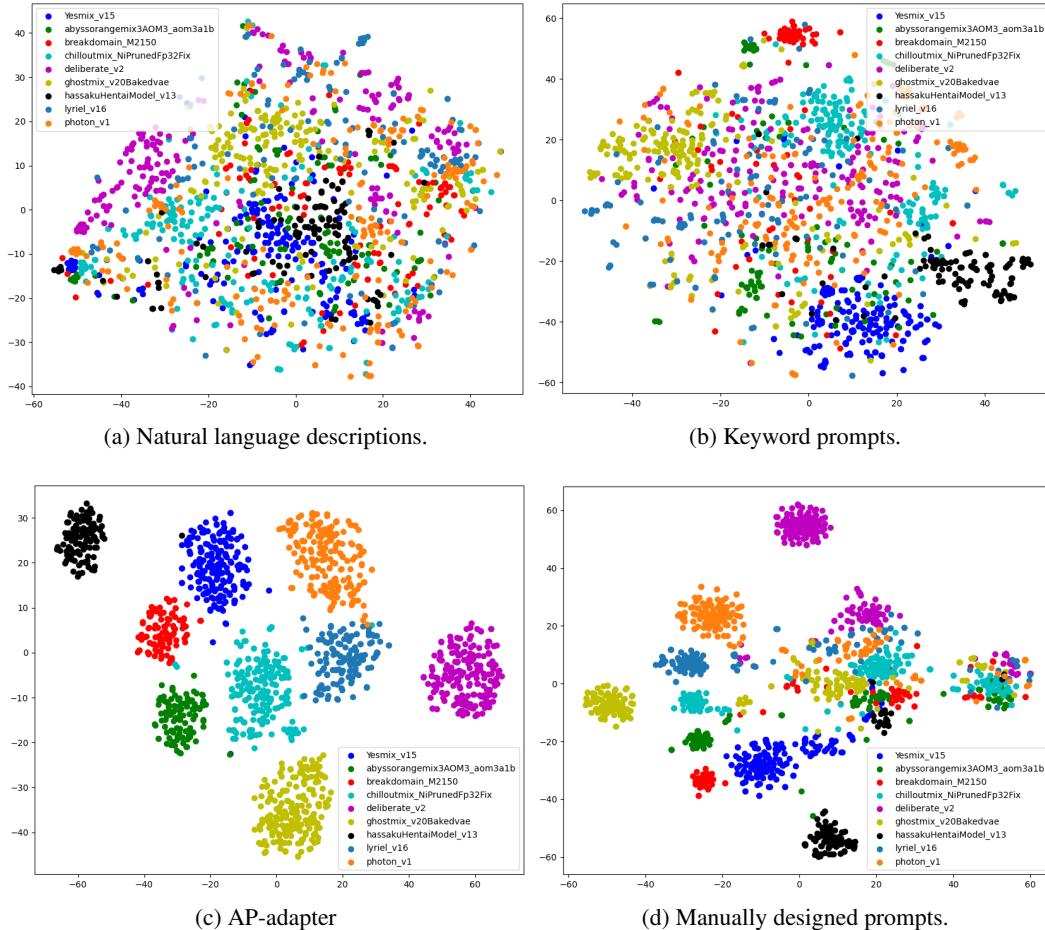 40
30
20
10
0
−10
−20
−30
−40
−60
−40
−20
0
20
40
Yesmix_v15
abyssorangemix3AOM3_aom3a1b
breakdomain_M2150
chilloutmix_NiPrunedFp32Fix
deliberate_v2
ghostmix_v20Bakedvae
hassakuHentaiModel_v13
lyriel_v16
photon_v1
(a) Natural language descriptions.
60
40
20
0
−20
−40
−60
−40
−20
0
20
40
Yesmix_v15
abyssorangemix3AOM3_aom3a1b
breakdomain_M2150
chilloutmix_NiPrunedFp32Fix
deliberate_v2
ghostmix_v20Bakedvae
hassakuHentaiModel_v13
lyriel_v16
photon_v1
(b) Keyword prompts.
30
20
10
0
−10
−20
−30
−40
−60
−40
−20
0
20
40
60
Yesmix_v15
abyssorangemix3AOM3_aom3a1b
breakdomain_M2150
chilloutmix_NiPrunedFp32Fix
deliberate_v2
ghostmix_v20Bakedvae
hassakuHentaiModel_v13
lyriel_v16
photon_v1
(c) AP-adapter
60
40
20
0
−20
−40
−60
−60
−40
−20
0
20
40
60
Yesmix_v15
abyssorangemix3AOM3_aom3a1b
breakdomain_M2150
chilloutmix_NiPrunedFp32Fix
deliberate_v2
ghostmix_v20Bakedvae
hassakuHentaiModel_v13
lyriel_v16
photon_v1
(d) Manually designed prompts.